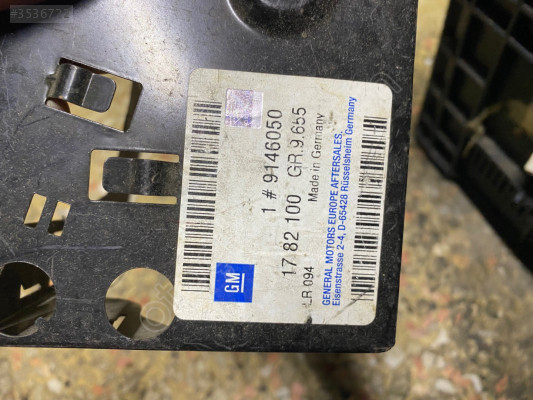 #3536772
1 # 9146050
17 82 100 GR.9.655
LR 094
Made in Germany
GENERAL MOTORS EUROPE AFTERSALES,
Eisenstrasse 2-4, D-65428 Rüsselsheim Germany
GM